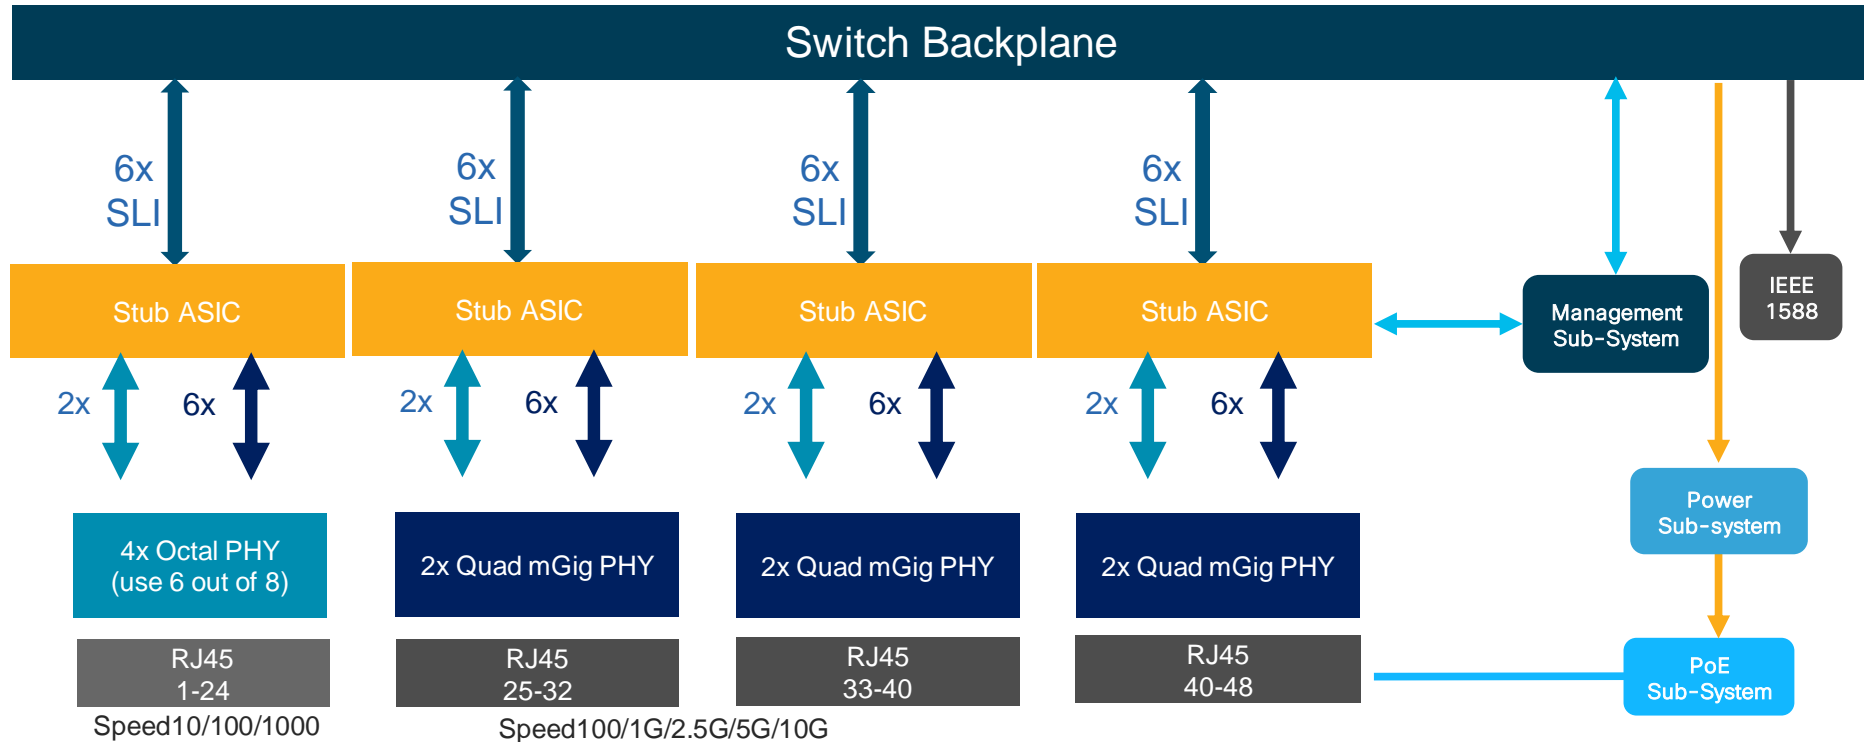 Switch Backplane
6x
SLI
6x
SLI
6x
SLI
6x
SLI
Stub ASIC
Stub ASIC
Stub ASIC
Stub ASIC
Management
Sub-System
IEEE
1588
2x
6x
2x
6x
2x
6x
2x
6x
Power
Sub-system
4x Octal PHY
(use 6 out of 8)
2x Quad mGig PHY
2x Quad mGig PHY
2x Quad mGig PHY
RJ45
1-24
RJ45
25-32
RJ45
33-40
RJ45
40-48
PoE
Sub-System
Speed10/100/1000
Speed100/1G/2.5G/5G/10G